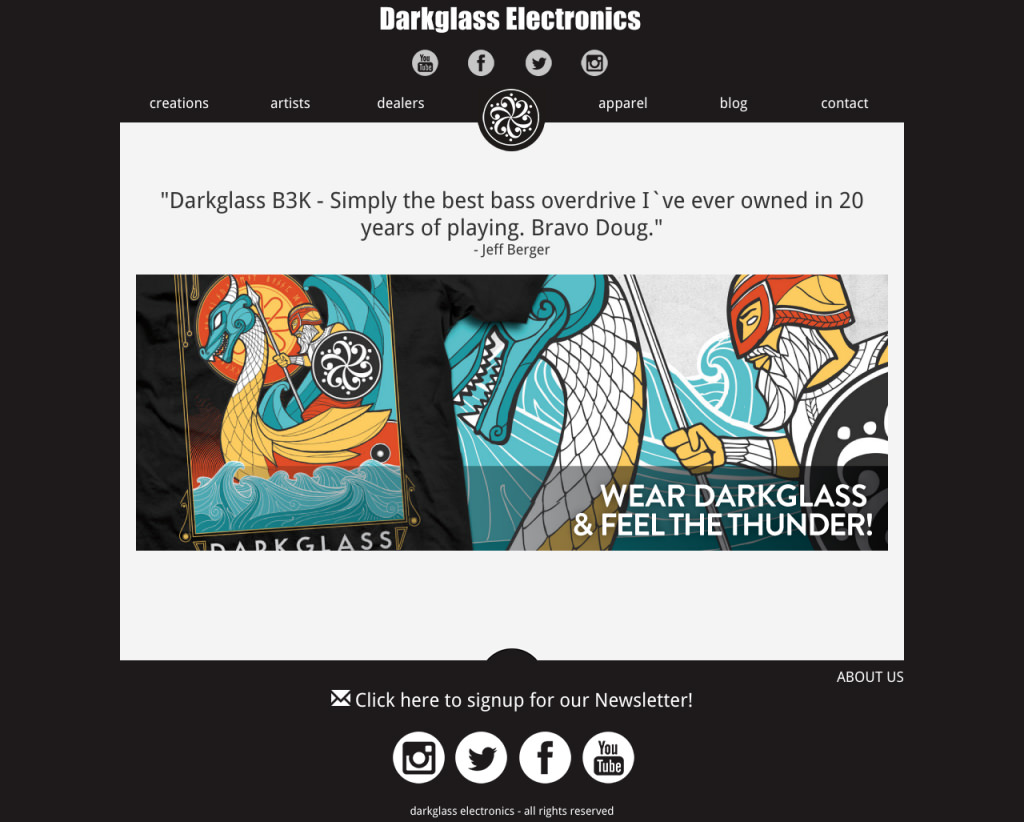 Darkglass Electronics
You Tube
creations artists dealers apparel blog contact
"Darkglass B3K - Simply the best bass overdrive I`ve ever owned in 20
years of playing. Bravo Doug."
- Jeff Berger
DARKGLASS
WEAR DARKGLASS
& FEEL THE THUNDER!
ABOUT US
Click here to signup for our Newsletter!
You
Tube
darkglass electronics - all rights reserved